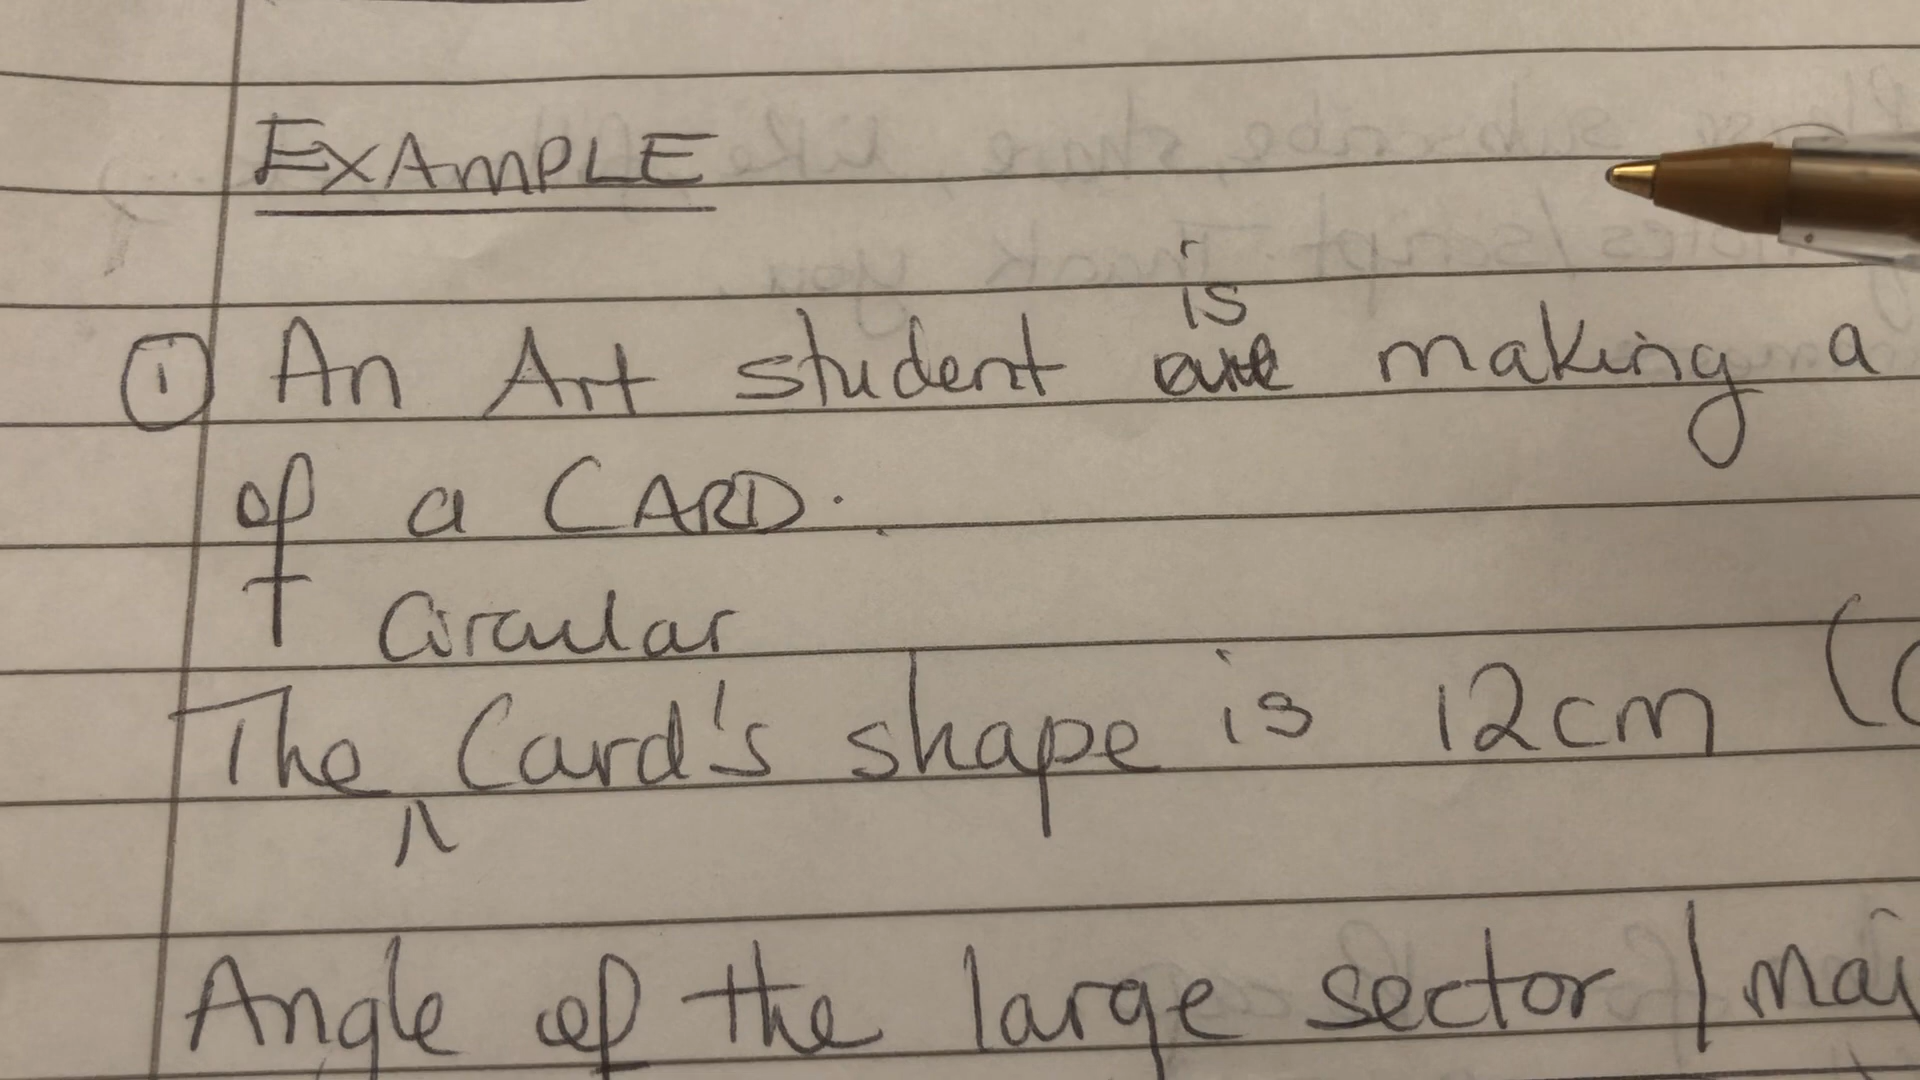 EXAMPLE
is
① An Art student are making a
of a CARD.
Circular
The Card's shape is 12cm (
Angle of the large sector /